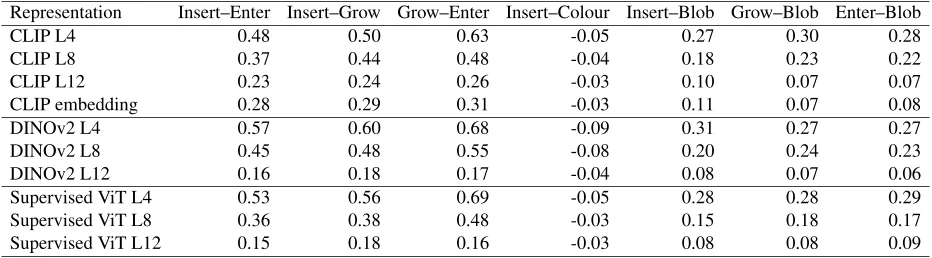 Representation Insert–Enter Insert–Grow Grow–Enter Insert–Colour Insert–Blob Grow–Blob Enter–Blob
CLIP L4 0.48 0.50 0.63 -0.05 0.27 0.30 0.28
CLIP L8 0.37 0.44 0.48 -0.04 0.18 0.23 0.22
CLIP L12 0.23 0.24 0.26 -0.03 0.10 0.07 0.07
CLIP embedding 0.28 0.29 0.31 -0.03 0.11 0.07 0.08
DINOv2 L4 0.57 0.60 0.68 -0.09 0.31 0.27 0.27
DINOv2 L8 0.45 0.48 0.55 -0.08 0.20 0.24 0.23
DINOv2 L12 0.16 0.18 0.17 -0.04 0.08 0.07 0.06
Supervised ViT L4 0.53 0.56 0.69 -0.05 0.28 0.28 0.29
Supervised ViT L8 0.36 0.38 0.48 -0.03 0.15 0.18 0.17
Supervised ViT L12 0.15 0.18 0.16 -0.03 0.08 0.08 0.09